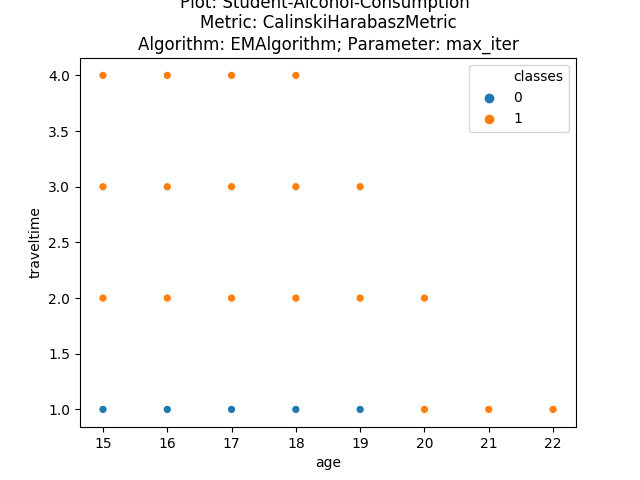 Plot: Student-Alcohol-Consumption
Metric: CalinskiHarabaszMetric
Algorithm: EMAlgorithm; Parameter: max_iter
classes
0
1
4.0
3.5
3.0
2.5
2.0
1.5
1.0
traveltime
15 16 17 18 19 20 21 22
age